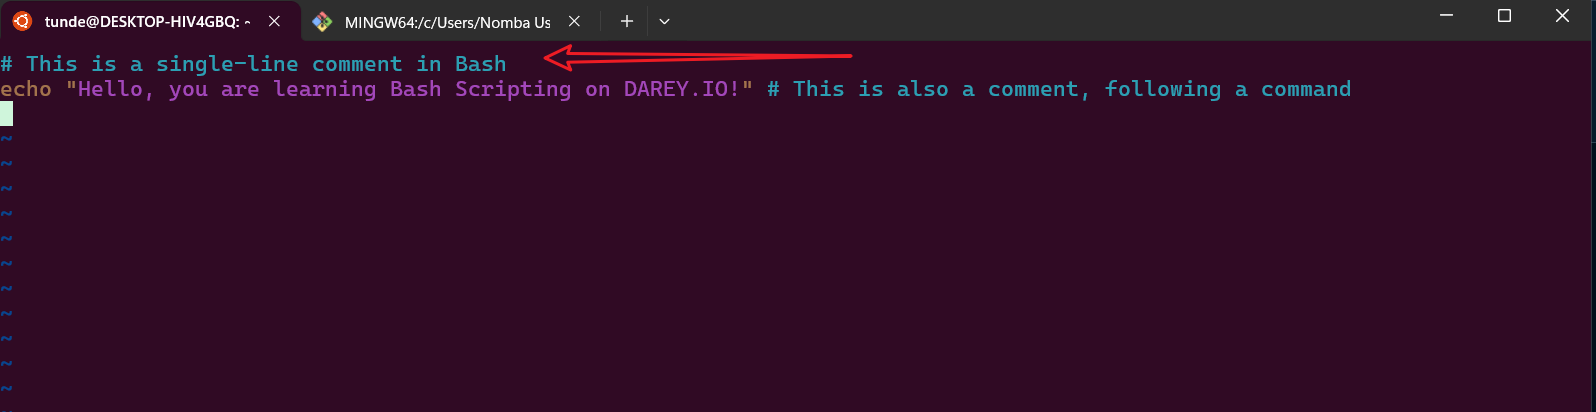 tunde@DESKTOP-HIV4GBQ: ~
MINGW64:/c/Users/Nomba Us
# This is a single-line comment in Bash
echo "Hello, you are learning Bash Scripting on DAREY.IO!" # This is also a comment, following a command
~
~
~
~
~
~
~
~
~
~
~